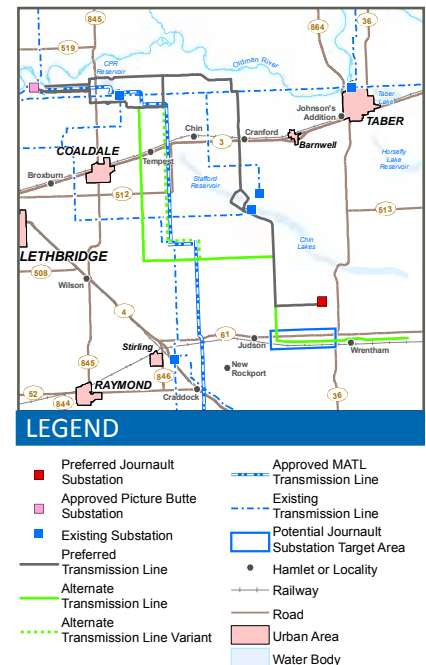 845
864
36
519
CPR
Reservoir
Oldman River
Taber
Lake
Johnson's
Addition
TABER
Chin
Cranford
3
Barnwell
COALDALE
Tempest
Horsefly
Lake
Reservoir
Broxburn
Stafford
Reservoir
512
513
LETHBRIDGE
Chin
Lakes
508
Wilson
4
61
Stirling
Judson
Wrentham
845
846
New
Rockport
RAYMOND
52
844
Craddock
36
LEGEND
Preferred Journault
Substation
Approved Picture Butte
Substation
Existing Substation
Preferred
Transmission Line
Alternate
Transmission Line
Alternate
Transmission Line Variant
Approved MATL
Transmission Line
Existing
Transmission Line
Potential Journault
Substation Target Area
Hamlet or Locality
Railway
Road
Urban Area
Water Body